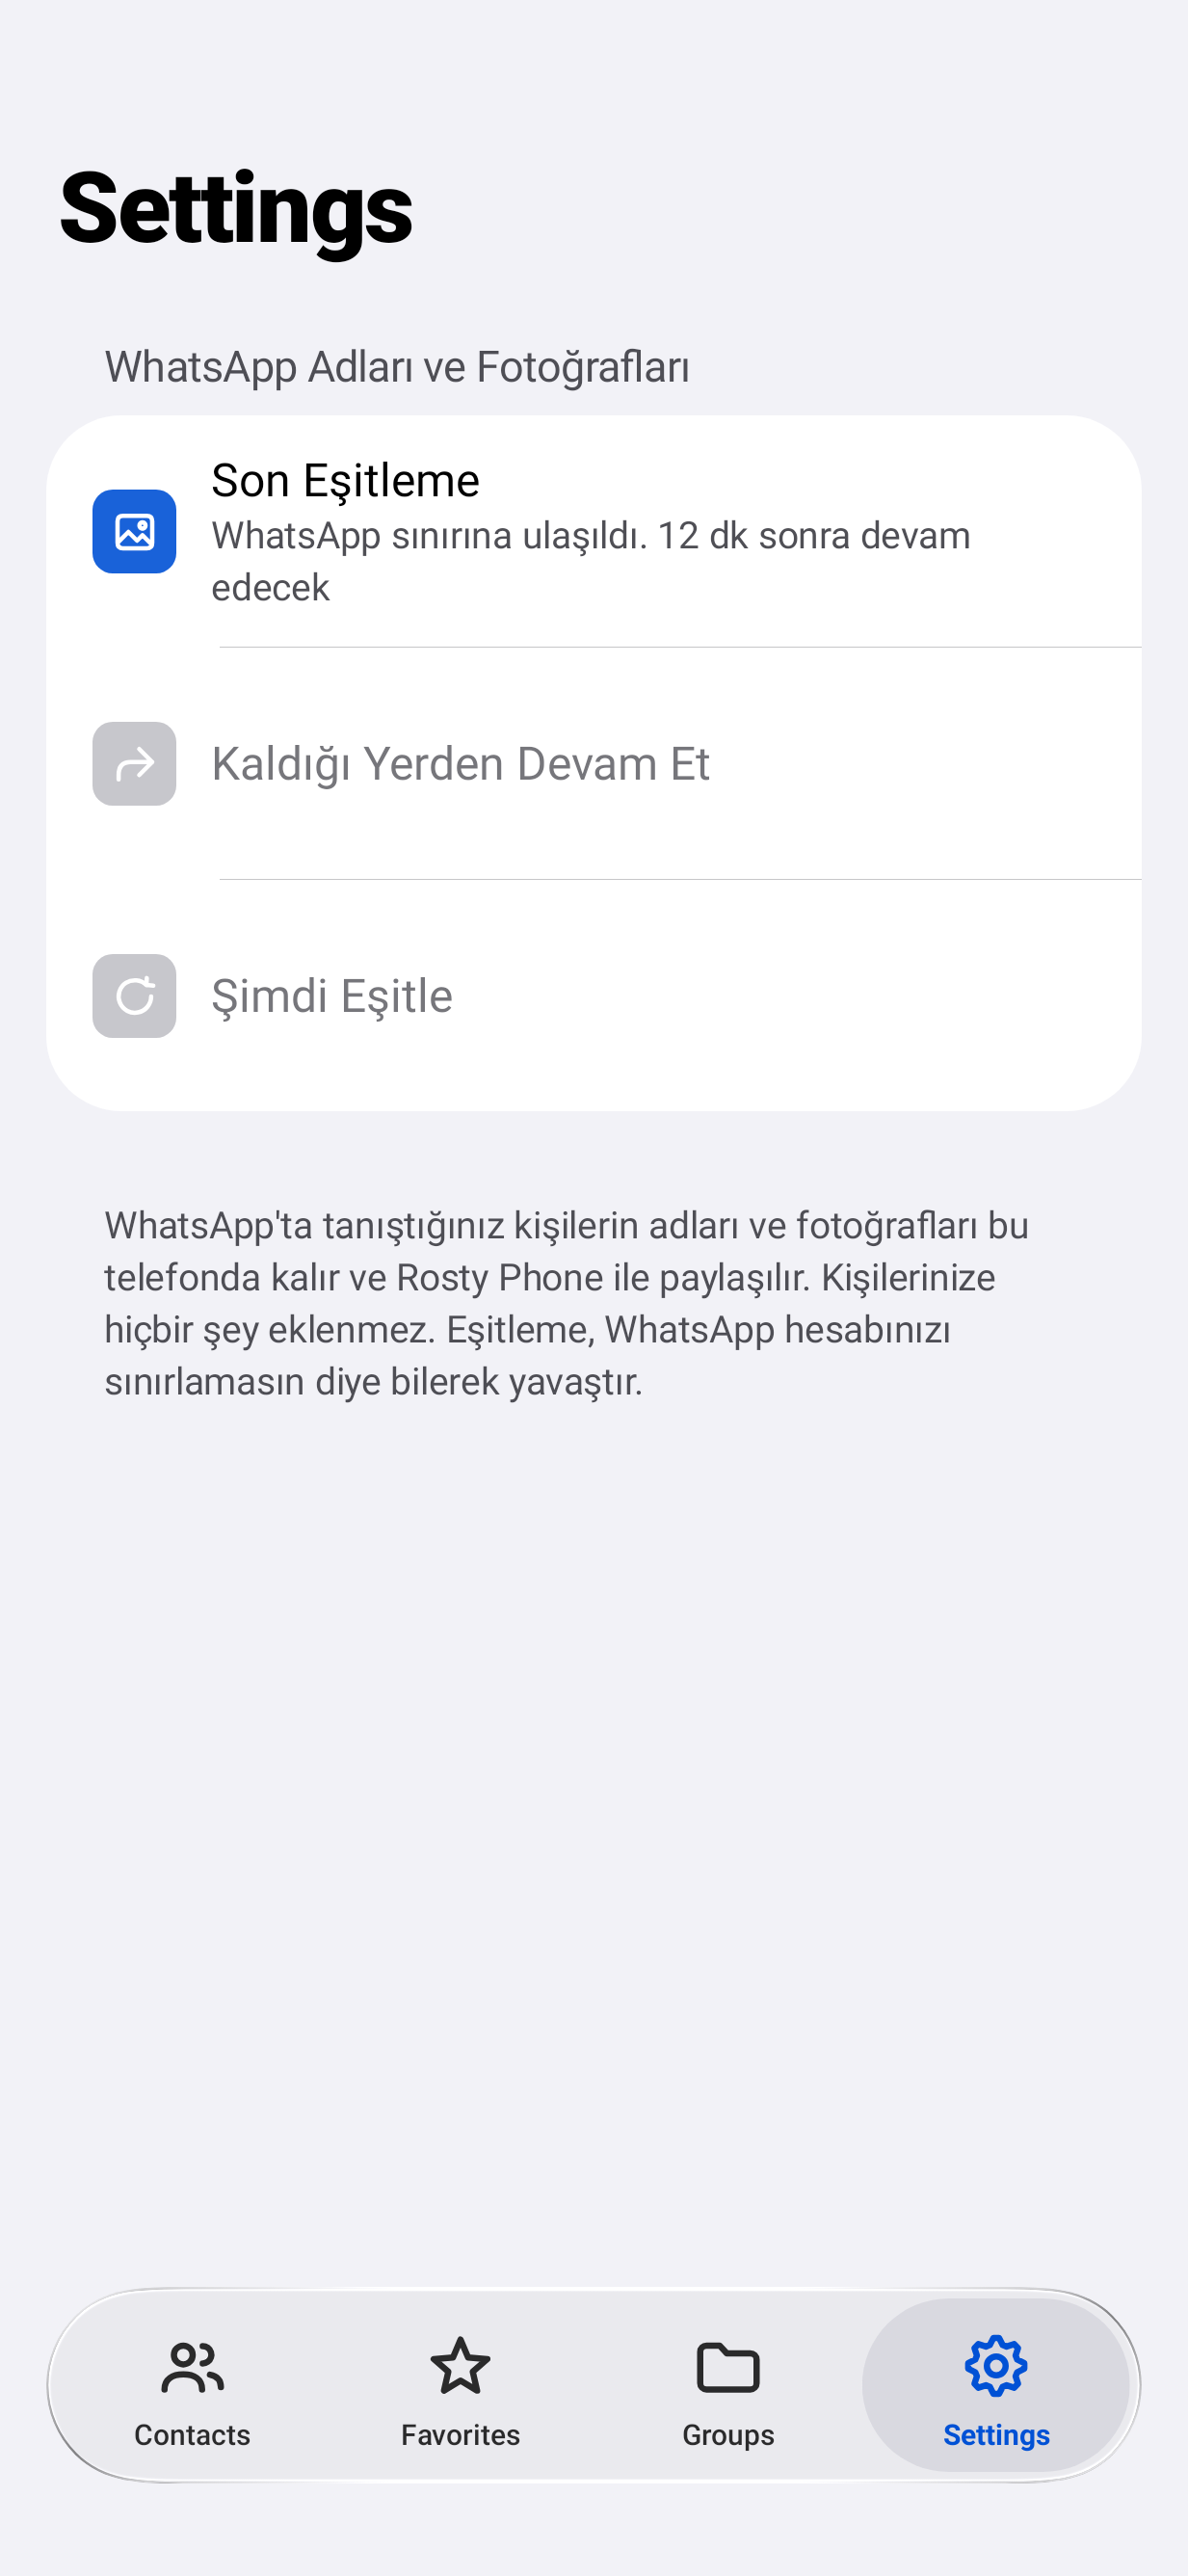 Settings
WhatsApp Adları ve Fotoğrafları
Son Eşitleme
WhatsApp sınırına ulaşıldı. 12 dk sonra devam
edecek
Kaldığı Yerden Devam Et
Şimdi Eşitle
WhatsApp'ta tanıştığınız kişilerin adları ve fotoğrafları bu
telefonda kalır ve Rosty Phone ile paylaşılır. Kişilerinize
hiçbir şey eklenmez. Eşitleme, WhatsApp hesabınızı
sınırlamasın diye bilerek yavaştır.
Contacts
Favorites
Groups
Settings